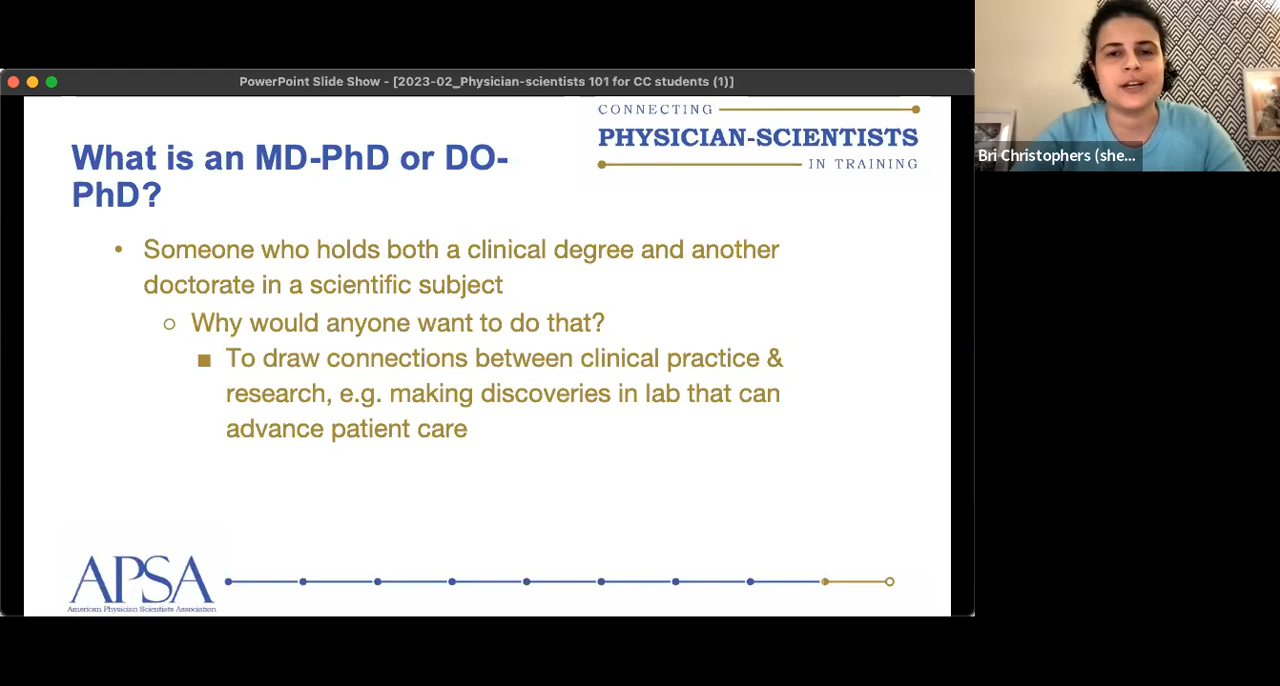 PowerPoint Slide Show - [2023-02_Physician-scientists 101 for CC students (1)]
CONNECTING
PHYSICIAN-SCIENTISTS
IN TRAINING
What is an MD-PhD or DO-
PhD?
• Someone who holds both a clinical degree and another
doctorate in a scientific subject
○ Why would anyone want to do that?
■ To draw connections between clinical practice &
research, e.g. making discoveries in lab that can
advance patient care
APSA
American Physician Scientists Association
Bri Christophers (she...